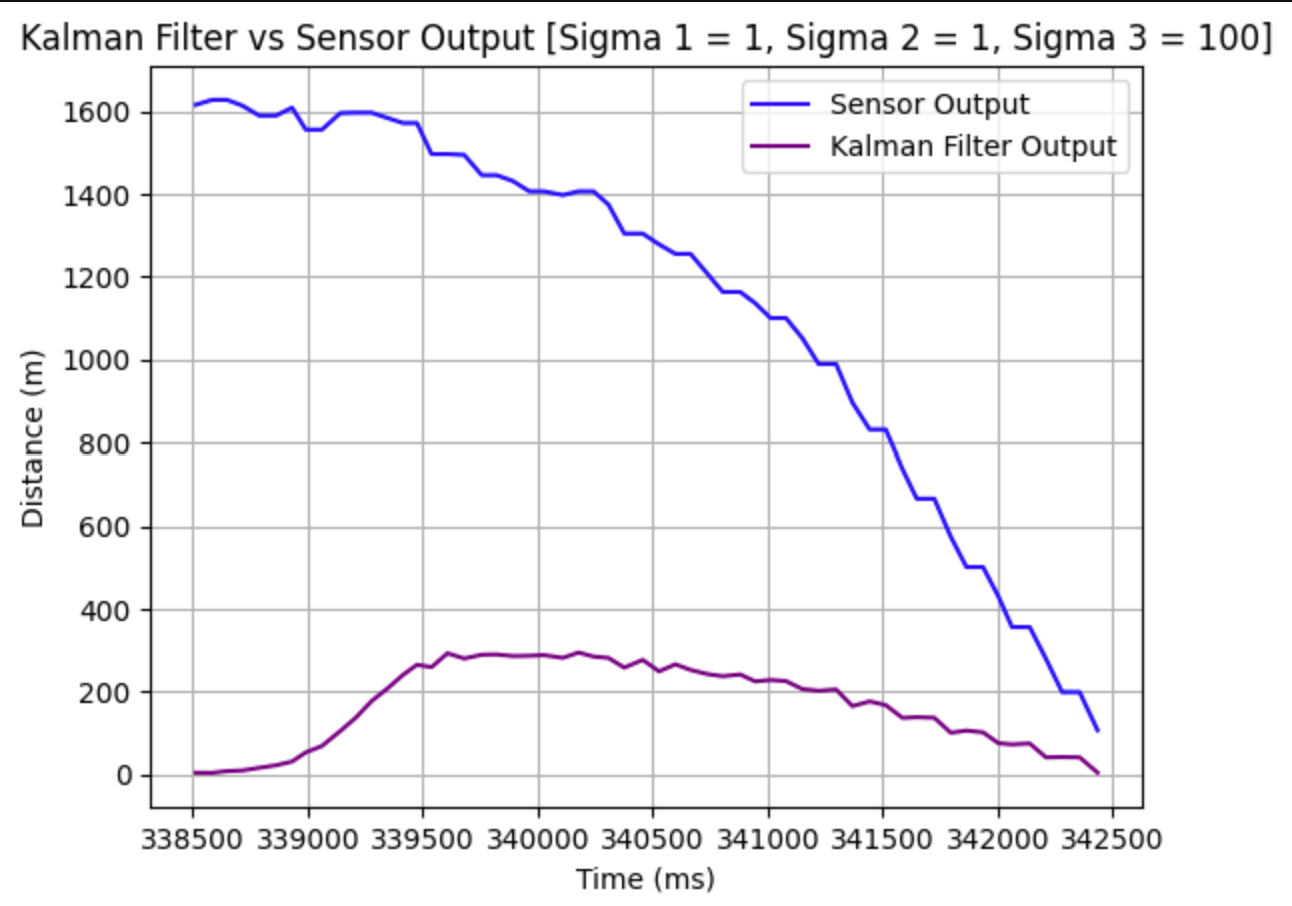 Kalman Filter vs Sensor Output [Sigma 1 = 1, Sigma 2 = 1, Sigma 3 = 100]
Sensor Output
Kalman Filter Output
Distance (m)
1600
1400
1200
1000
800
600
400
200
0
338500 339000 339500 340000 340500 341000 341500 342000 342500
Time (ms)